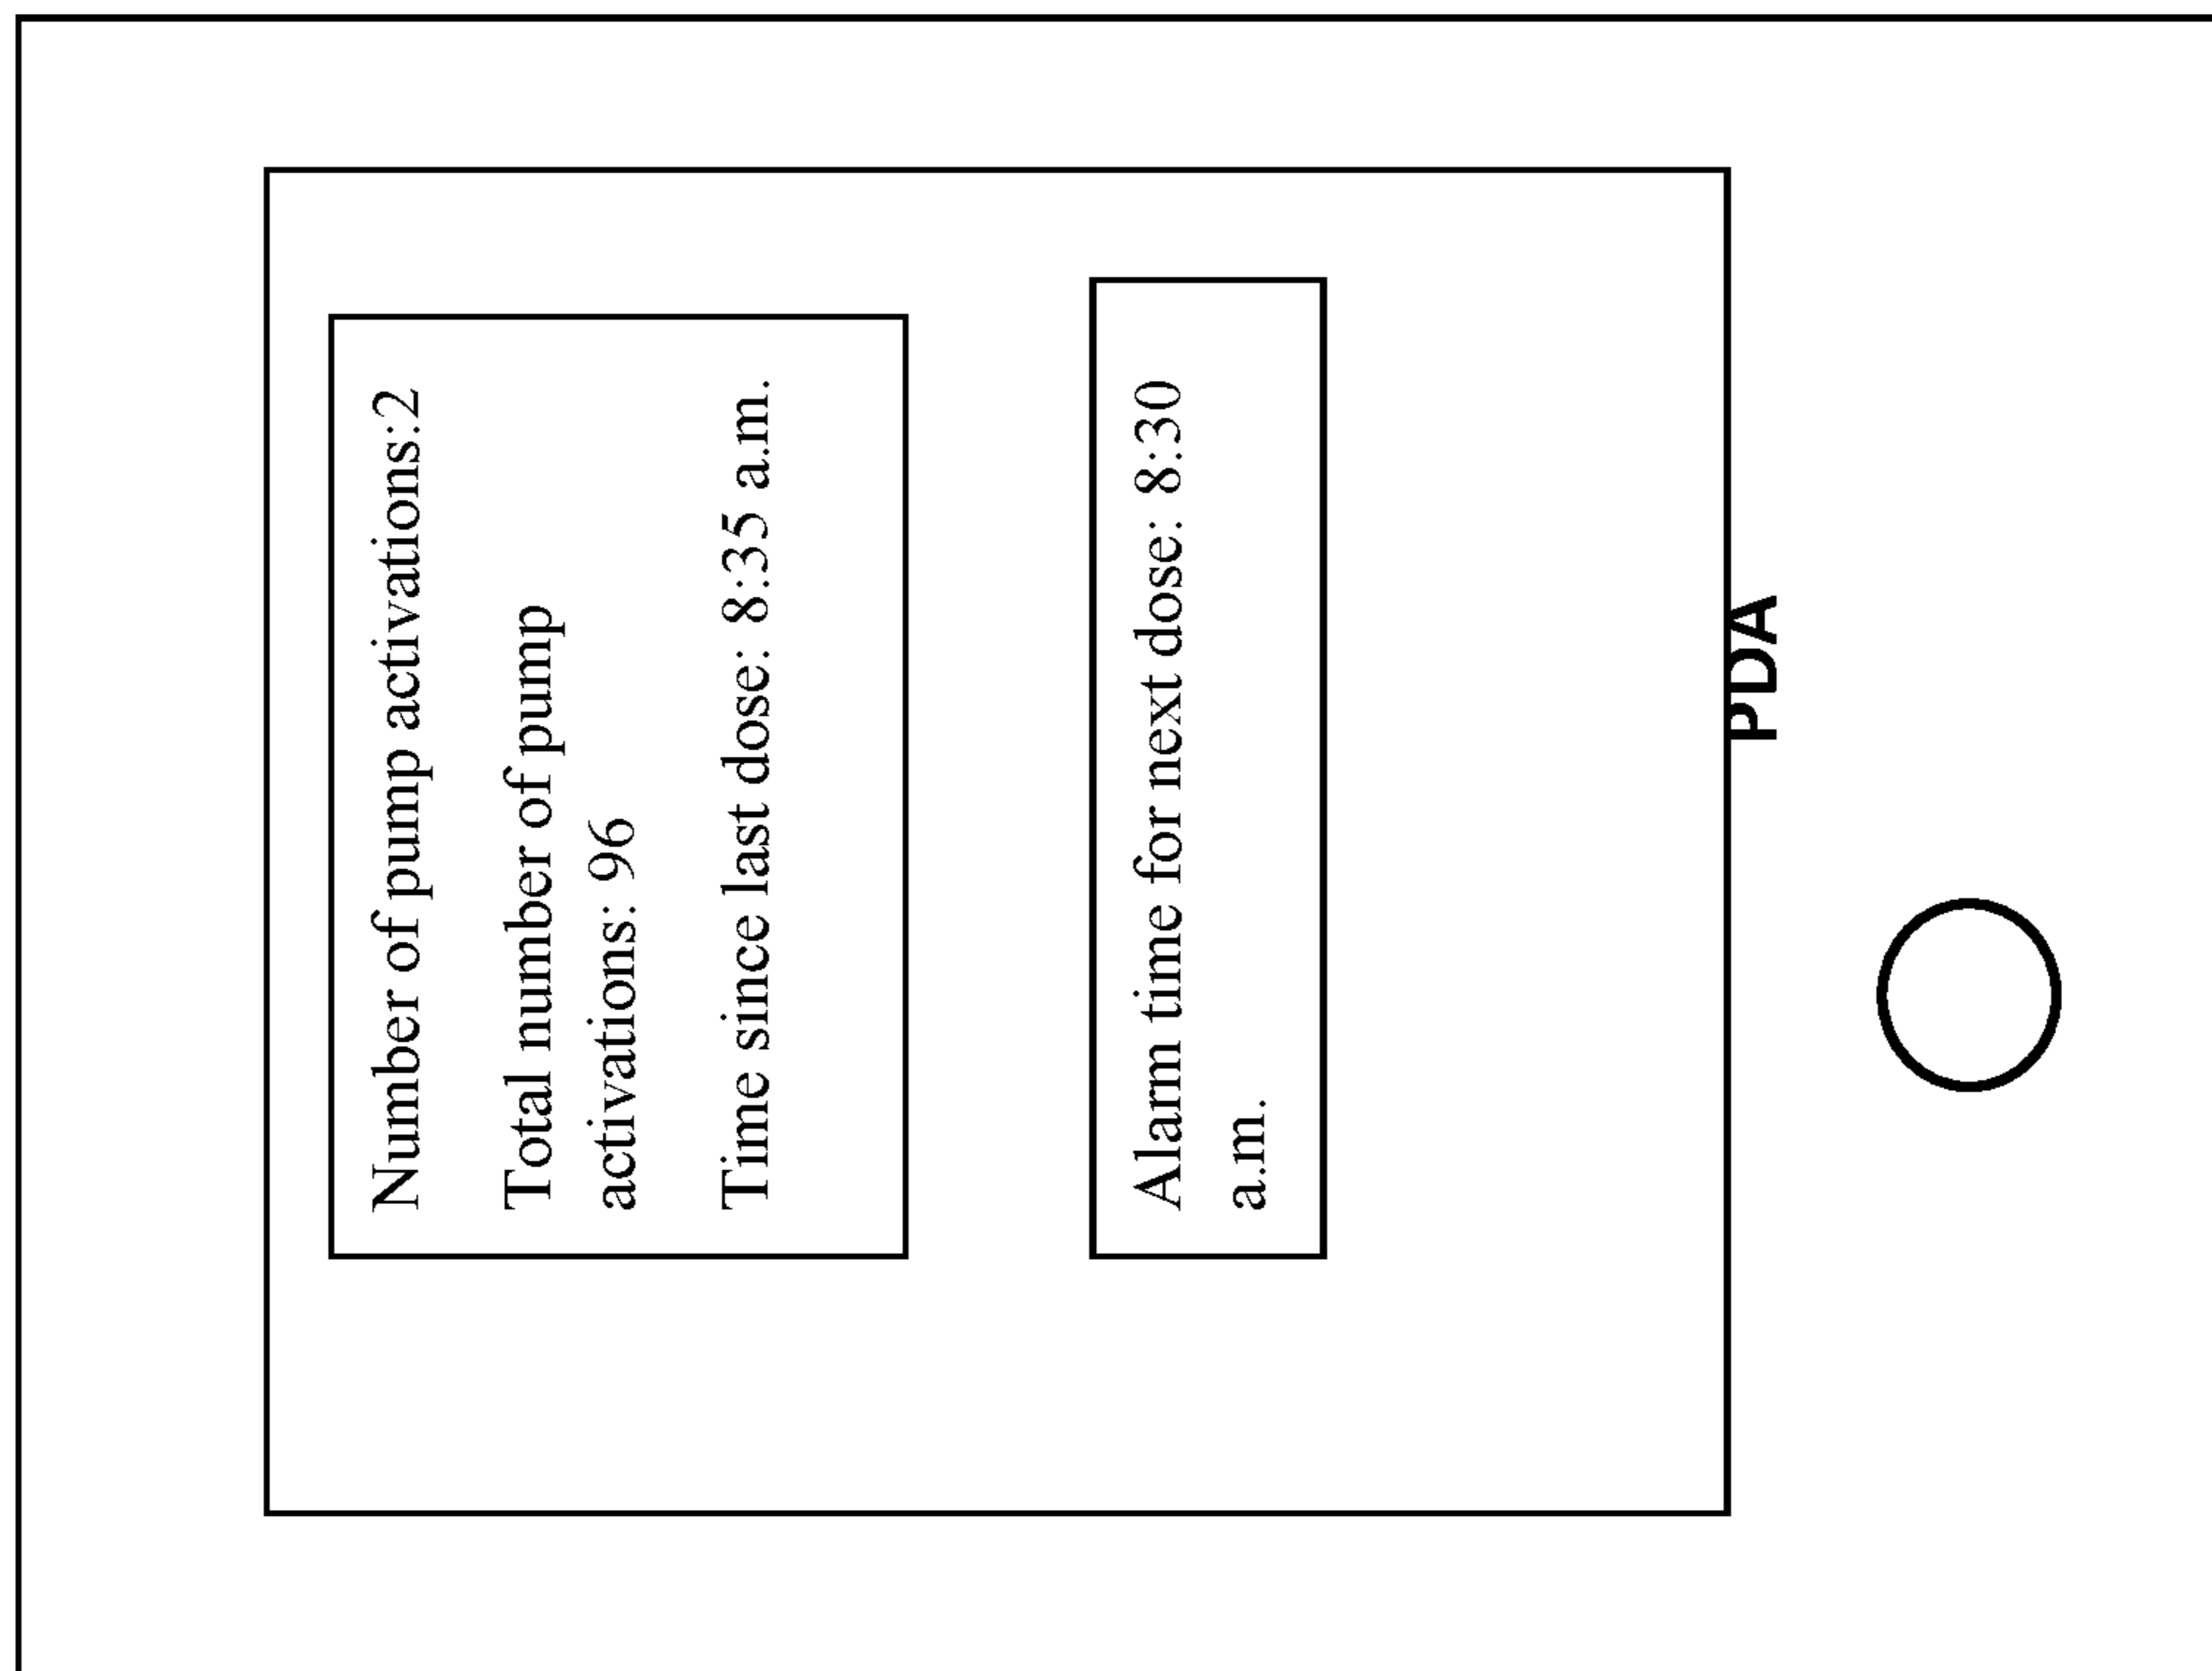 Number of pump activations:2
Total number of pump
activations: 96
Time since last dose: 8:35 a.m.
Alarm time for next dose: 8:30
a.m.
PDA